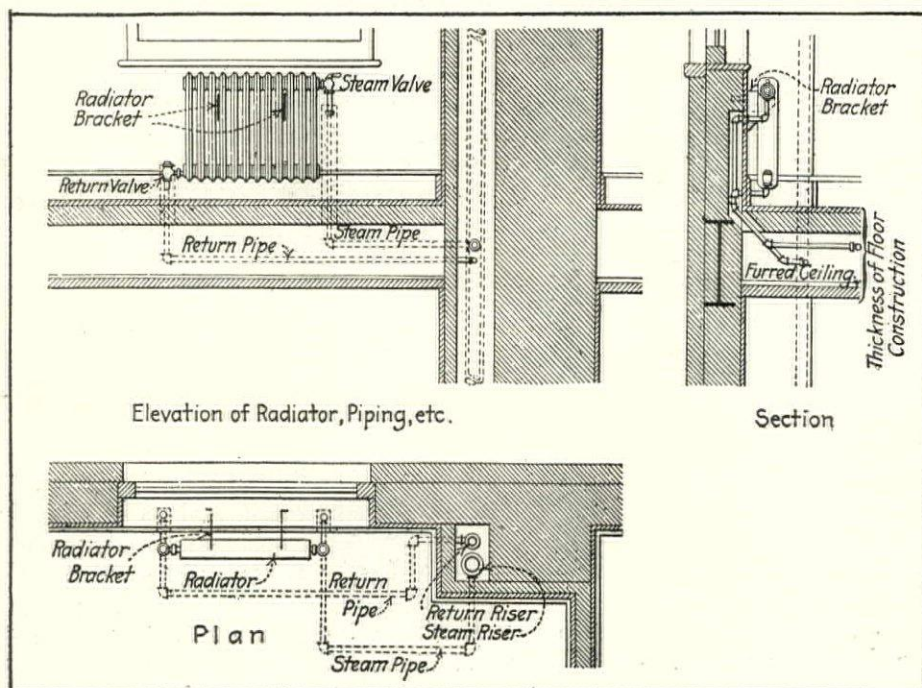 Steam Valve
Radiator
Bracket
Return Valve
Steam Pipe
Return Pipe
Elevation of Radiator, Piping, etc.
Radiator
Bracket
Furred Ceiling
Thickness of Floor
Construction
Section
Radiator
Bracket
Radiator
Return
Pipe
Return Riser
Steam Riser
Steam Pipe
Plan